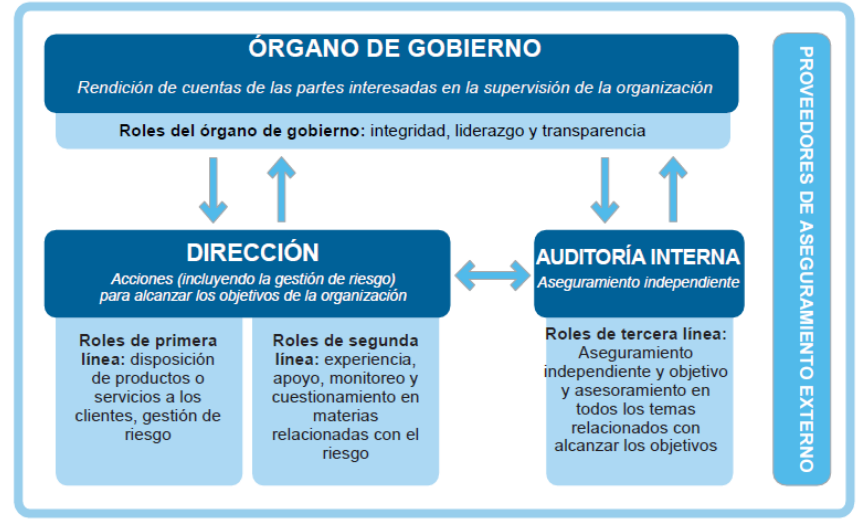 ÓRGANO DE GOBIERNO
Rendición de cuentas de las partes interesadas en la supervisión de la organización
Roles del órgano de gobierno: integridad, liderazgo y transparencia
DIRECCIÓN
Acciones (incluyendo la gestión de riesgo)
para alcanzar los objetivos de la organización
Roles de primera
línea: disposición
de productos o
servicios a los
clientes, gestión de
riesgo
Roles de segunda
línea: experiencia,
apoyo, monitoreo y
cuestionamiento en
materias
relacionadas con el
riesgo
AUDITORÍA INTERNA
Aseguramiento independiente
Roles de tercera línea:
Aseguramiento
independiente y objetivo
y asesoramiento en
todos los temas
relacionados con
alcanzar los objetivos
PROVEEDORES DE ASEGURAMIENTO EXTERNO